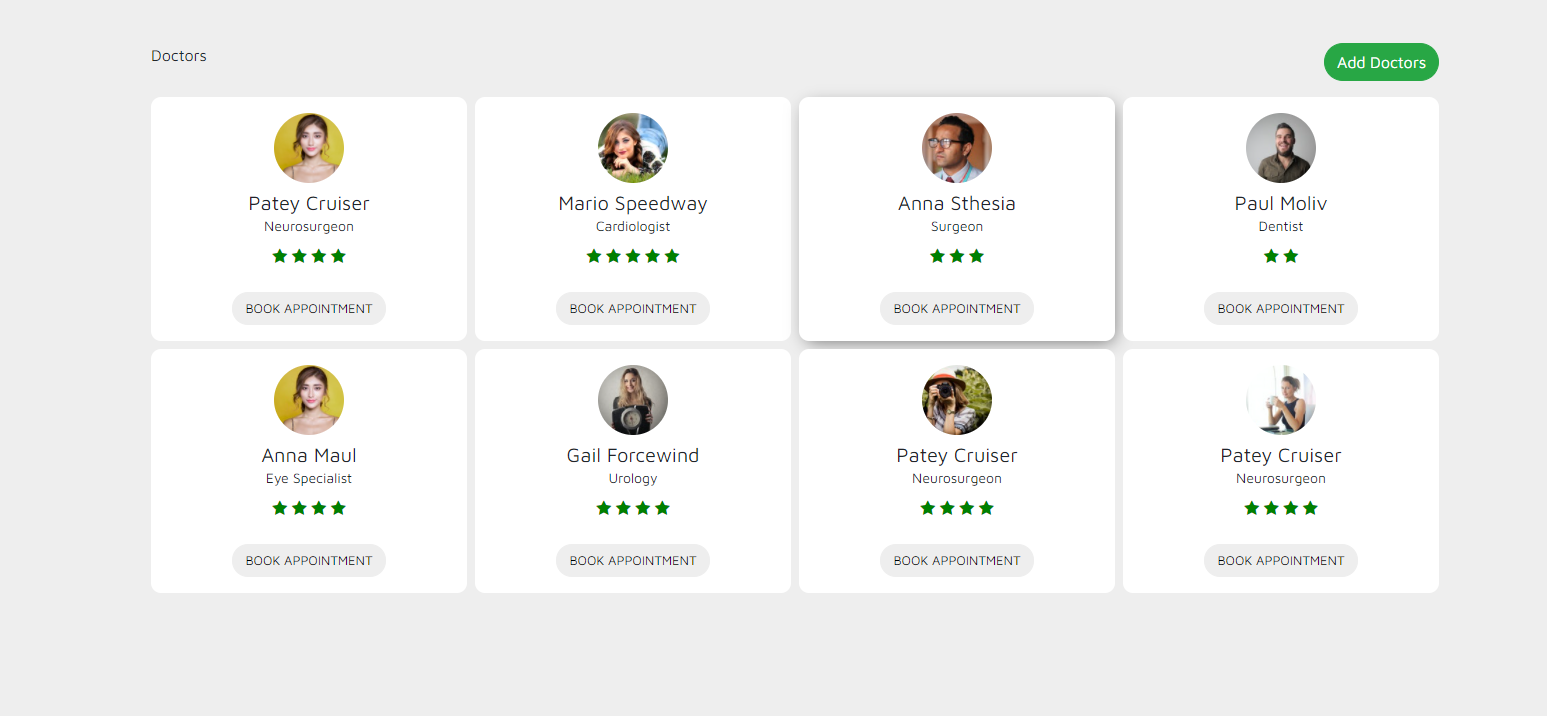 Doctors
Add Doctors
Patey Cruiser
Neurosurgeon
BOOK APPOINTMENT
Mario Speedway
Cardiologist
BOOK APPOINTMENT
Anna Sthesia
Surgeon
BOOK APPOINTMENT
Paul Moliv
Dentist
BOOK APPOINTMENT
Anna Maul
Eye Specialist
BOOK APPOINTMENT
Gail Forcewind
Urology
BOOK APPOINTMENT
Patey Cruiser
Neurosurgeon
BOOK APPOINTMENT
Patey Cruiser
Neurosurgeon
BOOK APPOINTMENT